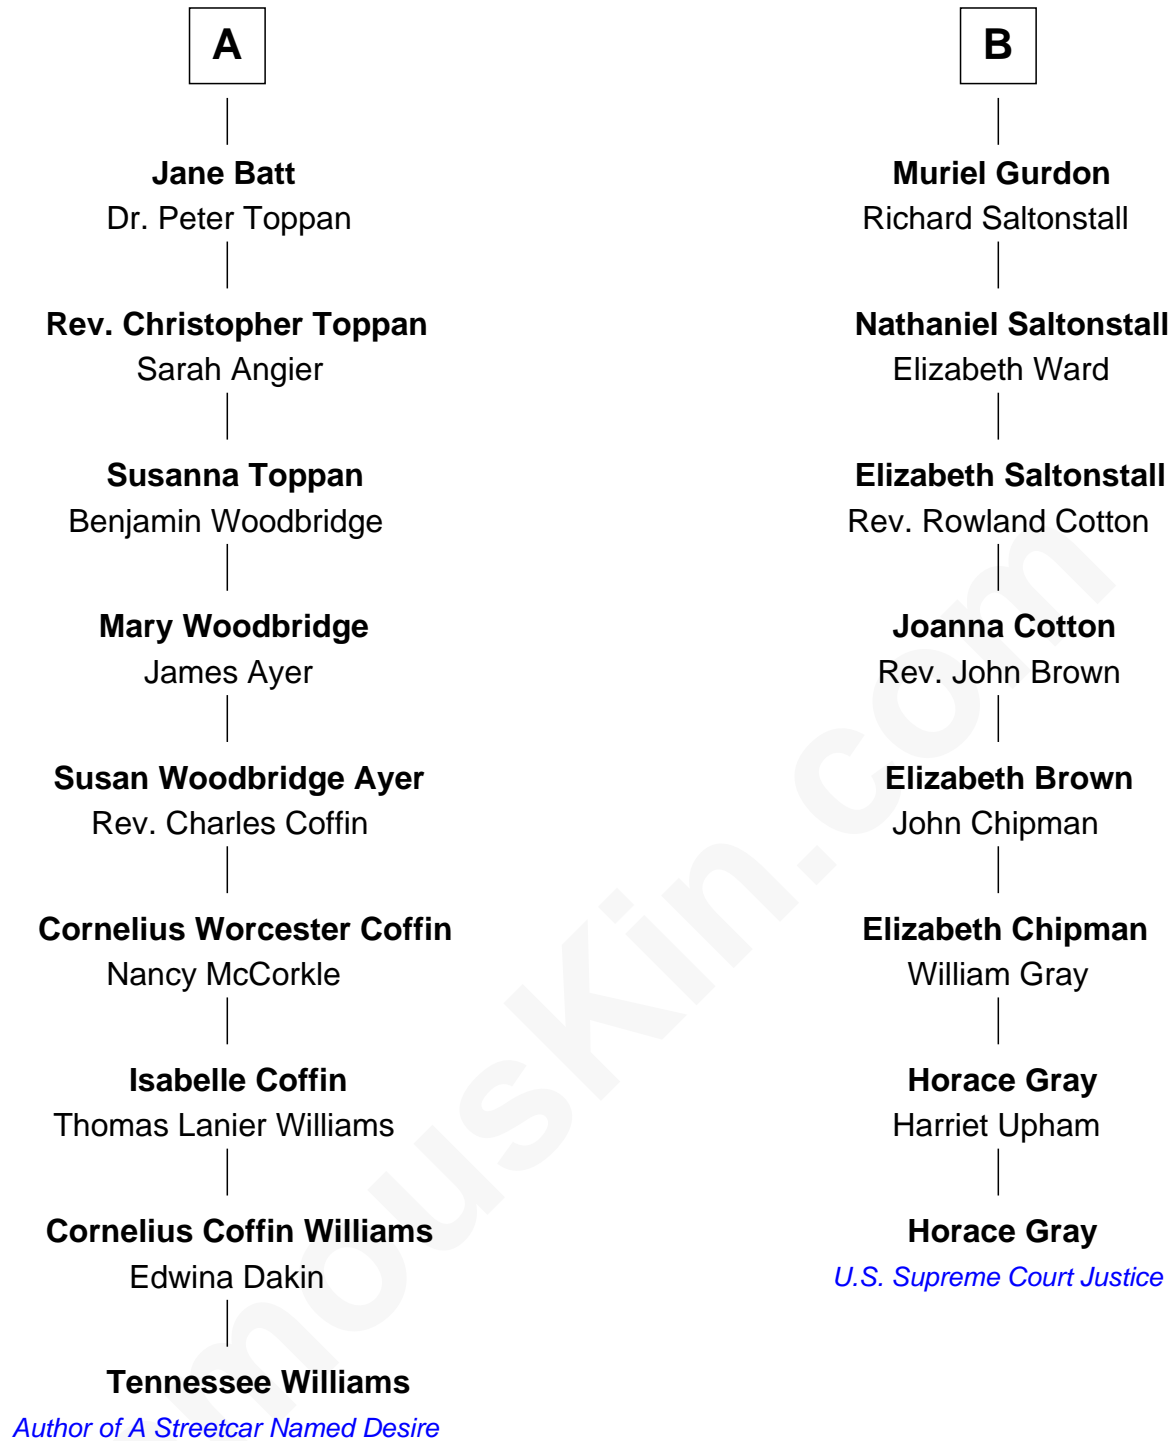 A
Jane Batt
Dr. Peter Toppan
Rev. Christopher Toppan
Sarah Angier
Susanna Toppan
Benjamin Woodbridge
Mary Woodbridge
James Ayer
Susan Woodbridge Ayer
Rev. Charles Coffin
Cornelius Worcester Coffin
Nancy McCorkle
Isabelle Coffin
Thomas Lanier Williams
Cornelius Coffin Williams
Edwina Dakin
Tennessee Williams
Author of A Streetcar Named Desire
B
Muriel Gurdon
Richard Saltonstall
Nathaniel Saltonstall
Elizabeth Ward
Elizabeth Saltonstall
Rev. Rowland Cotton
Joanna Cotton
Rev. John Brown
Elizabeth Brown
John Chipman
Elizabeth Chipman
William Gray
Horace Gray
Harriet Upham
Horace Gray
U.S. Supreme Court Justice
mousKin.com